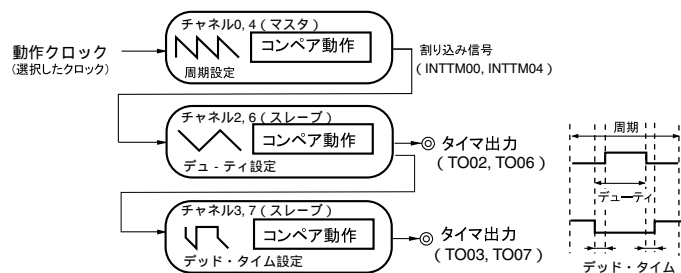 チャネル0, 4 (マスタ)
動作クロック
(選択したクロック)
コンペア動作
周期設定
割り込み信号
(INTTM00, INTTM04)
チャネル2, 6 (スレーブ)
コンペア動作
デュ - ティ設定
タイマ出力
(TO02, TO06)
チャネル3, 7 (スレーブ)
コンペア動作
デッド・タイム設定
タイマ出力
(TO03, TO07)
周期
デューティ
デッド・タイム